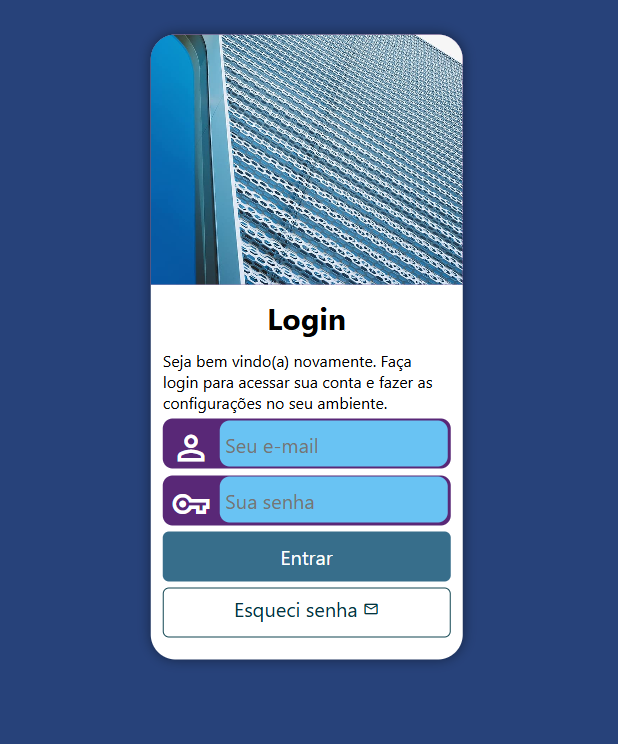 Login
Seja bem vindo(a) novamente. Faça
login para acessar sua conta e fazer as
configurações no seu ambiente.
Seu e-mail
Sua senha
Entrar
Esqueci senha